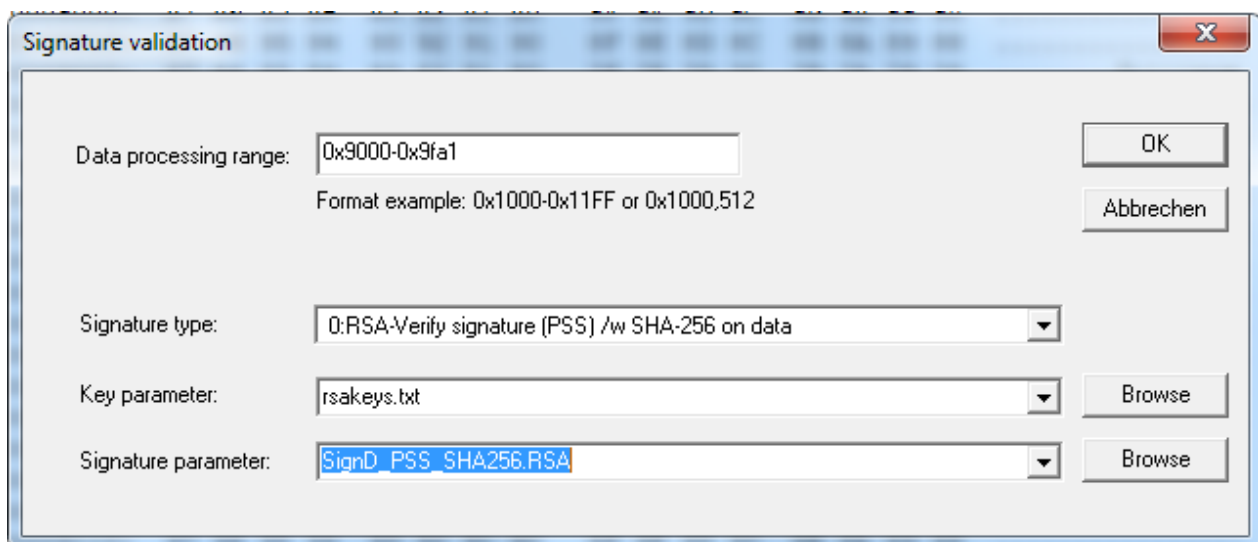 Signature validation
Data processing range: 0x9000-0x9fa1 OK
Format example: 0x1000-0x11FF or 0x1000,512 Abbrechen
Signature type: 0:RSA-Verify signature (PSS) /w SHA-256 on data
Key parameter: rsakeys.txt Browse
Signature parameter: SignD_PSS_SHA256.RSA Browse